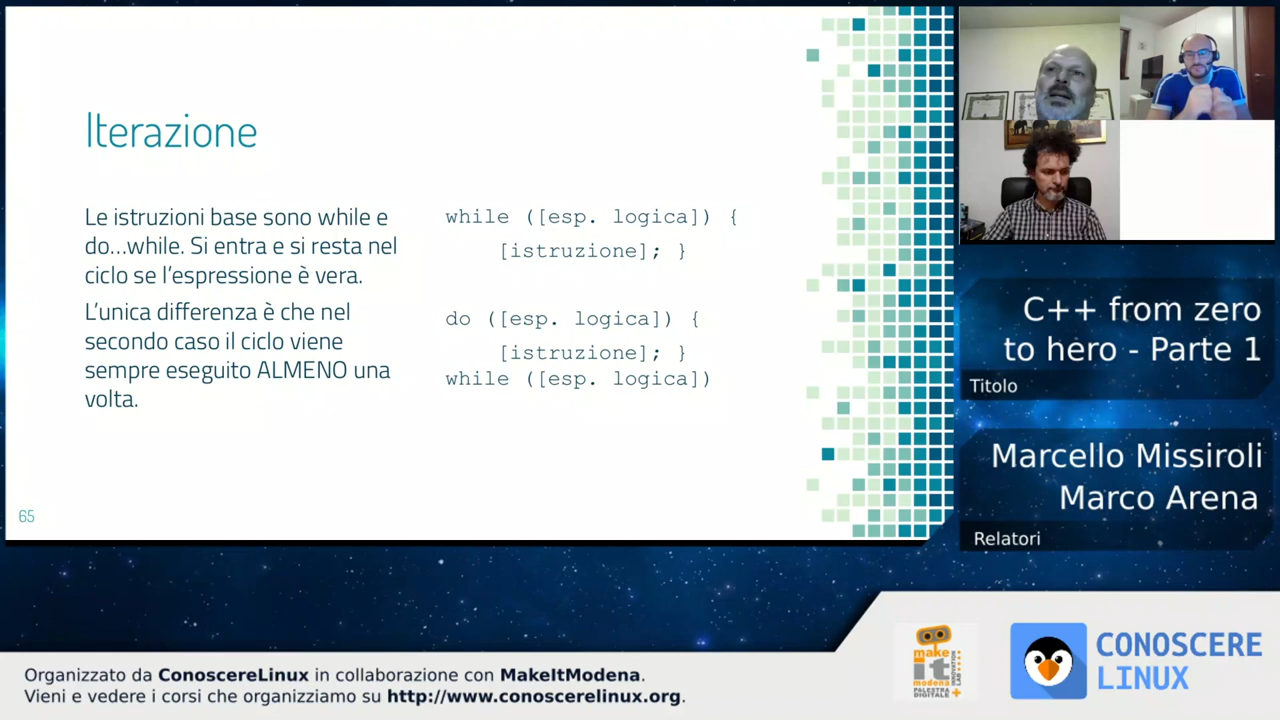 Iterazione
Le istruzioni base sono while e
do...while. Si entra e si resta nel
ciclo se l'espressione è vera.
L'unica differenza è che nel
secondo caso il ciclo viene
sempre eseguito ALMENO una
volta.
while ([esp. logica]) {
[istruzione]; }
do ([esp. logica]) {
[istruzione]; }
while ([esp. logica])
65
C++ from zero
to hero - Parte 1
Titolo
Marcello Missiroli
Marco Arena
Relatori
make
it
modena
PALESTRA
DIGITALE
INNOVATION
LAB
CONOSCERE
LINUX
Organizzato da ConoscereLinux in collaborazione con MakeItModena.
Vieni e vedere i corsi che organizziamo su http://www.conoscerelinux.org.